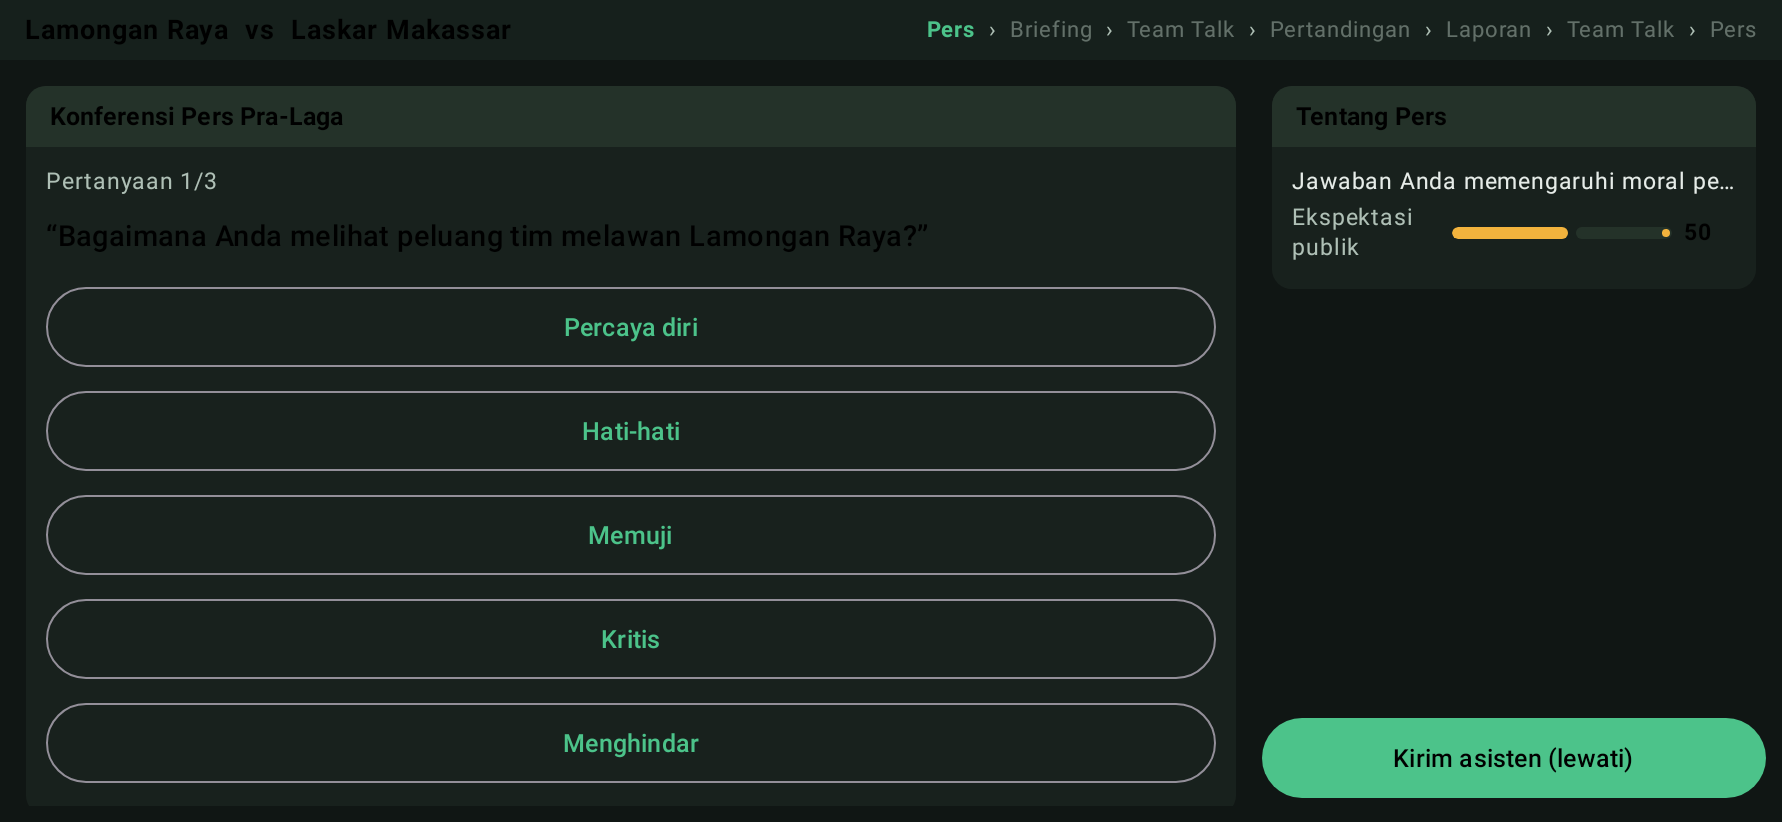 Lamongan Raya vs Laskar Makassar
Pers › Briefing › Team Talk › Pertandingan › Laporan › Team Talk › Pers
Konferensi Pers Pra-Laga
Pertanyaan 1/3
“Bagaimana Anda melihat peluang tim melawan Lamongan Raya?”
Percaya diri
Hati-hati
Memuji
Kritis
Menghindar
Tentang Pers
Jawaban Anda memengaruhi moral pe…
Ekspektasi
publik
50
Kirim asisten (lewati)